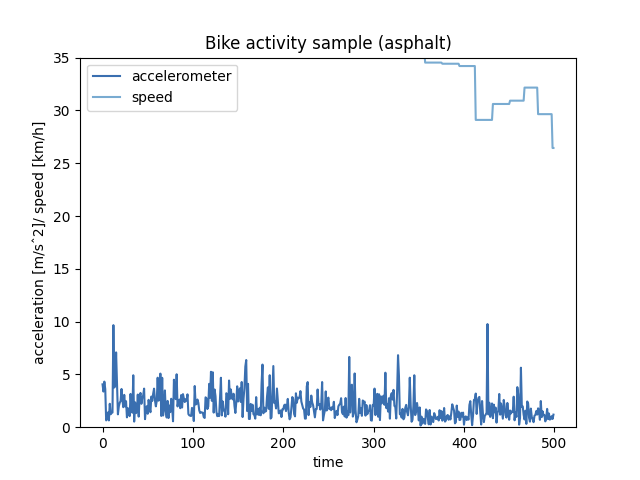 Bike activity sample (asphalt)
accelerometer
speed
acceleration [m/sˆ2]/ speed [km/h]
35
30
25
20
15
10
5
0
0 100 200 300 400 500
time